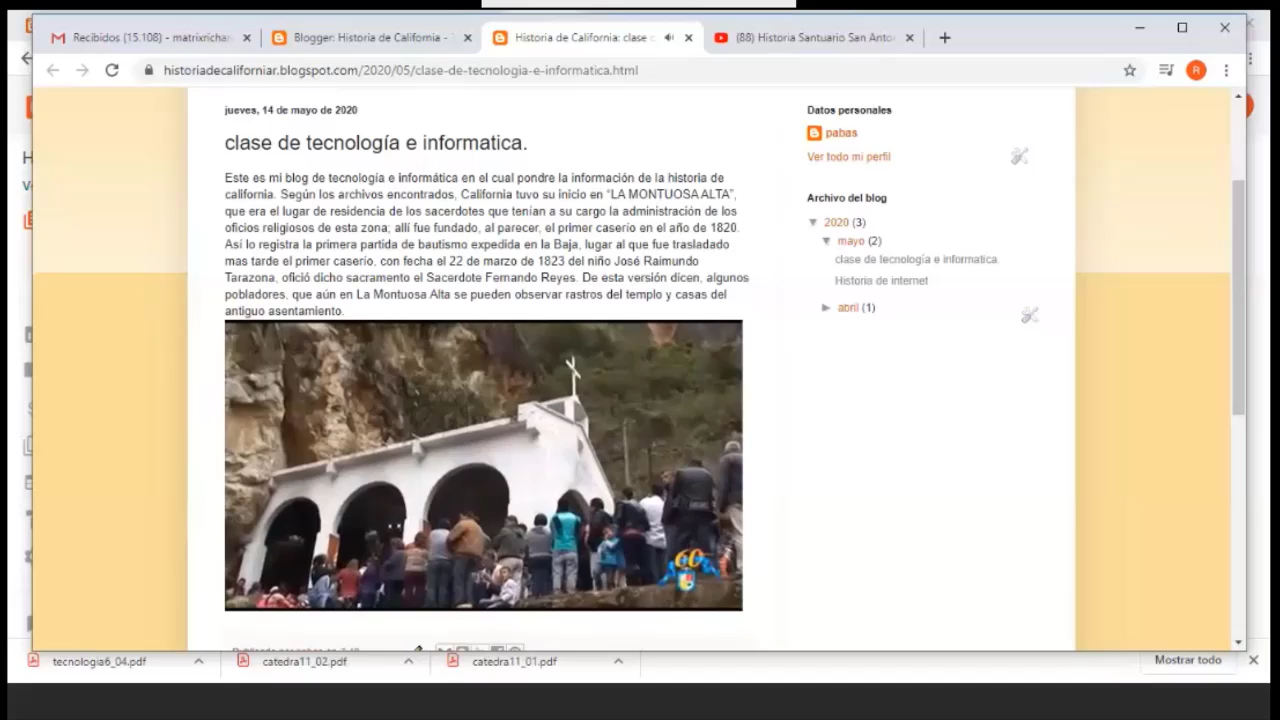 Recibidos (15.108) - matrixrichar
Blogger: Historia de California -
Historia de California: clase
(88) Historia Santuario San Anto
historiadecaliforniar.blogspot.com/2020/05/clase-de-tecnologia-e-informatica.html
R
jueves, 14 de mayo de 2020
clase de tecnología e informatica.
Este es mi blog de tecnología e informática en el cual pondre la información de la historia de
california. Según los archivos encontrados, California tuvo su inicio en “LA MONTUOSA ALTA”,
que era el lugar de residencia de los sacerdotes que tenían a su cargo la administración de los
oficios religiosos de esta zona; allí fue fundado, al parecer, el primer caserío en el año de 1820.
Así lo registra la primera partida de bautismo expedida en la Baja, lugar al que fue trasladado
mas tarde el primer caserío, con fecha el 22 de marzo de 1823 del niño José Raimundo
Tarazona, ofició dicho sacramento el Sacerdote Fernando Reyes. De esta versión dicen, algunos
pobladores, que aún en La Montuosa Alta se pueden observar rastros del templo y casas del
antiguo asentamiento.
60
Datos personales
pabas
Ver todo mi perfil
Archivo del blog
▼ 2020 (3)
▼ mayo (2)
clase de tecnología e informatica.
Historia de internet
► abril (1)
tecnologia6_04.pdf
catedra11_02.pdf
catedra11_01.pdf
Mostrar todo